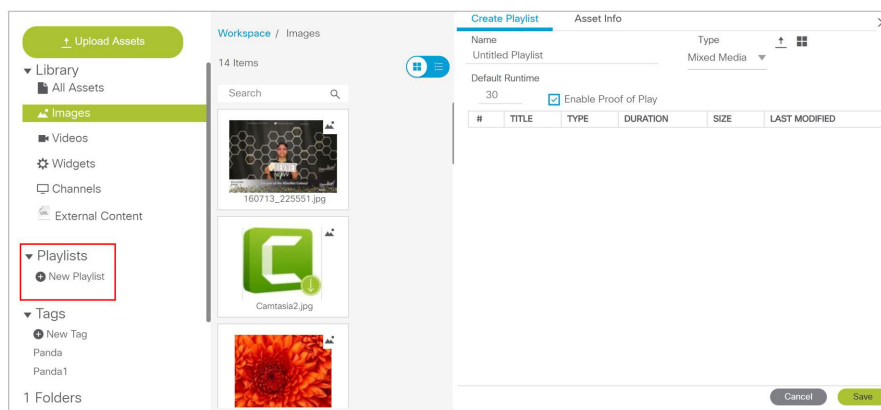 Upload Assets
Library
All Assets
Images
Videos
Widgets
Channels
External Content
Playlists
New Playlist
Tags
New Tag
Panda
Panda1
1 Folders
Workspace / Images
14 Items
Search
160713_225551.jpg
Camtasia2.jpg
Create Playlist Asset Info
Name Type
Untitled Playlist Mixed Media
Default Runtime
30 Enable Proof of Play
# TITLE TYPE DURATION SIZE LAST MODIFIED
Cancel Save